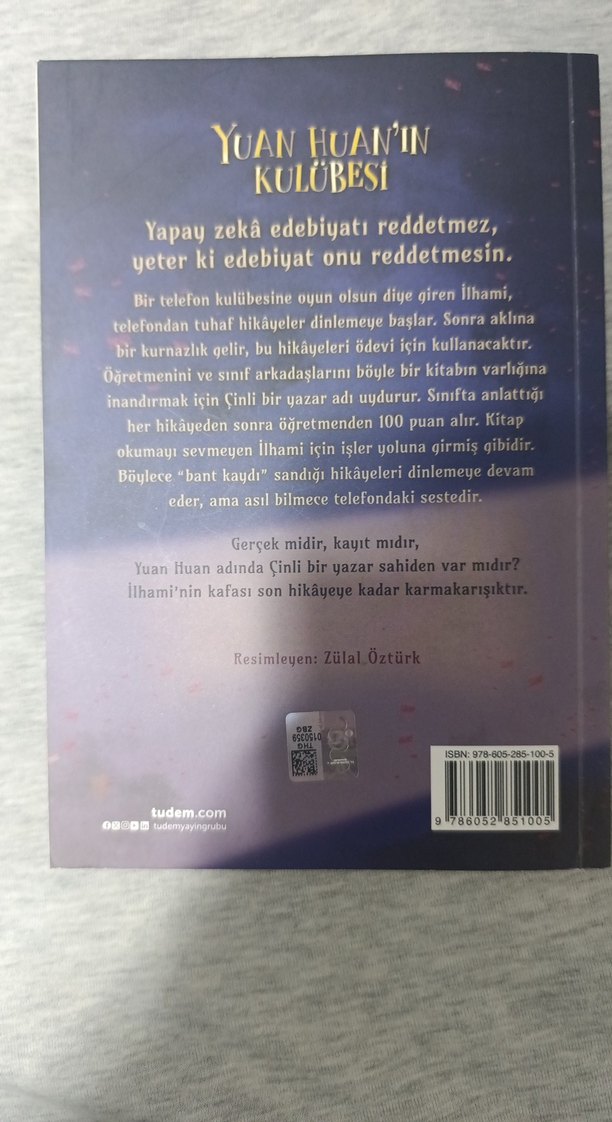 YUAN HUAN'IN
KULÜBESİ
Yapay zekâ edebiyatı reddetmez,
yeter ki edebiyat onu reddetmesin.
Bir telefon kulübesine oyun olsun diye giren İlhami,
telefondan tuhaf hikâyeler dinlemeye başlar. Sonra aklına
bir kurnazlık gelir, bu hikâyeleri ödevi için kullanacaktır.
Öğretmenini ve sınıf arkadaşlarını böyle bir kitabın varlığına
inandırmak için Çinli bir yazar adı uydurur. Sınıfta anlattığı
her hikâyeden sonra öğretmenden 100 puan alır. Kitap
okumayı sevmeyen İlhami için işler yoluna girmiş gibidir.
Böylece “bant kaydı” sandığı hikâyeleri dinlemeye devam
eder, ama asıl bilmece telefondaki sestedir.
Gerçek midir, kayıt mıdır,
Yuan Huan adında Çinli bir yazar sahiden var mıdır?
İlhami'nin kafası son hikâyeye kadar karmakarışıktır.
Resimleyen: Zülal Öztürk
THG
0150359
ZBG
ISBN: 978-605-285-100-5
9 786052 851005
tudem.com
tudemyayingrubu